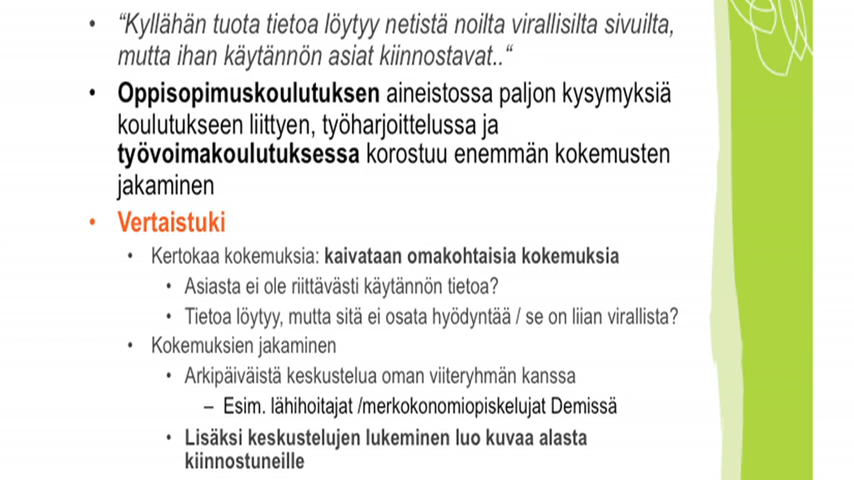 • “Kyllähän tuota tietoa löytyy netistä noilta virallisilta sivuilta,
mutta ihan käytännön asiat kiinnostavat..“
• Oppisopimuskoulutuksen aineistossa paljon kysymyksiä
koulutukseen liittyen, työharjoittelussa ja
työvoimakoulutuksessa korostuu enemmän kokemusten
jakaminen
• Vertaistuki
• Kertokaa kokemuksia: kaivataan omakohtaisia kokemuksia
• Asiasta ei ole riittävästi käytännön tietoa?
• Tietoa löytyy, mutta sitä ei osata hyödyntää / se on liian virallista?
• Kokemuksien jakaminen
• Arkipäiväistä keskustelua oman viiteryhmän kanssa
– Esim. lähihoitajat /merkokonomiopiskelujat Demissä
• Lisäksi keskustelujen lukeminen luo kuvaa alasta
kiinnostuneille